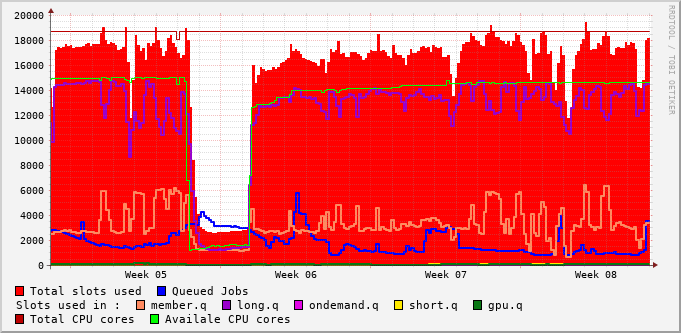 RRDTOOL / TOBI OETIKER
20000
18000
16000
14000
12000
10000
8000
6000
4000
2000
0
Week 05 Week 06 Week 07 Week 08
Total slots used Queued Jobs
Slots used in : member.q long.q ondemand.q short.q gpu.q
Total CPU cores Availale CPU cores